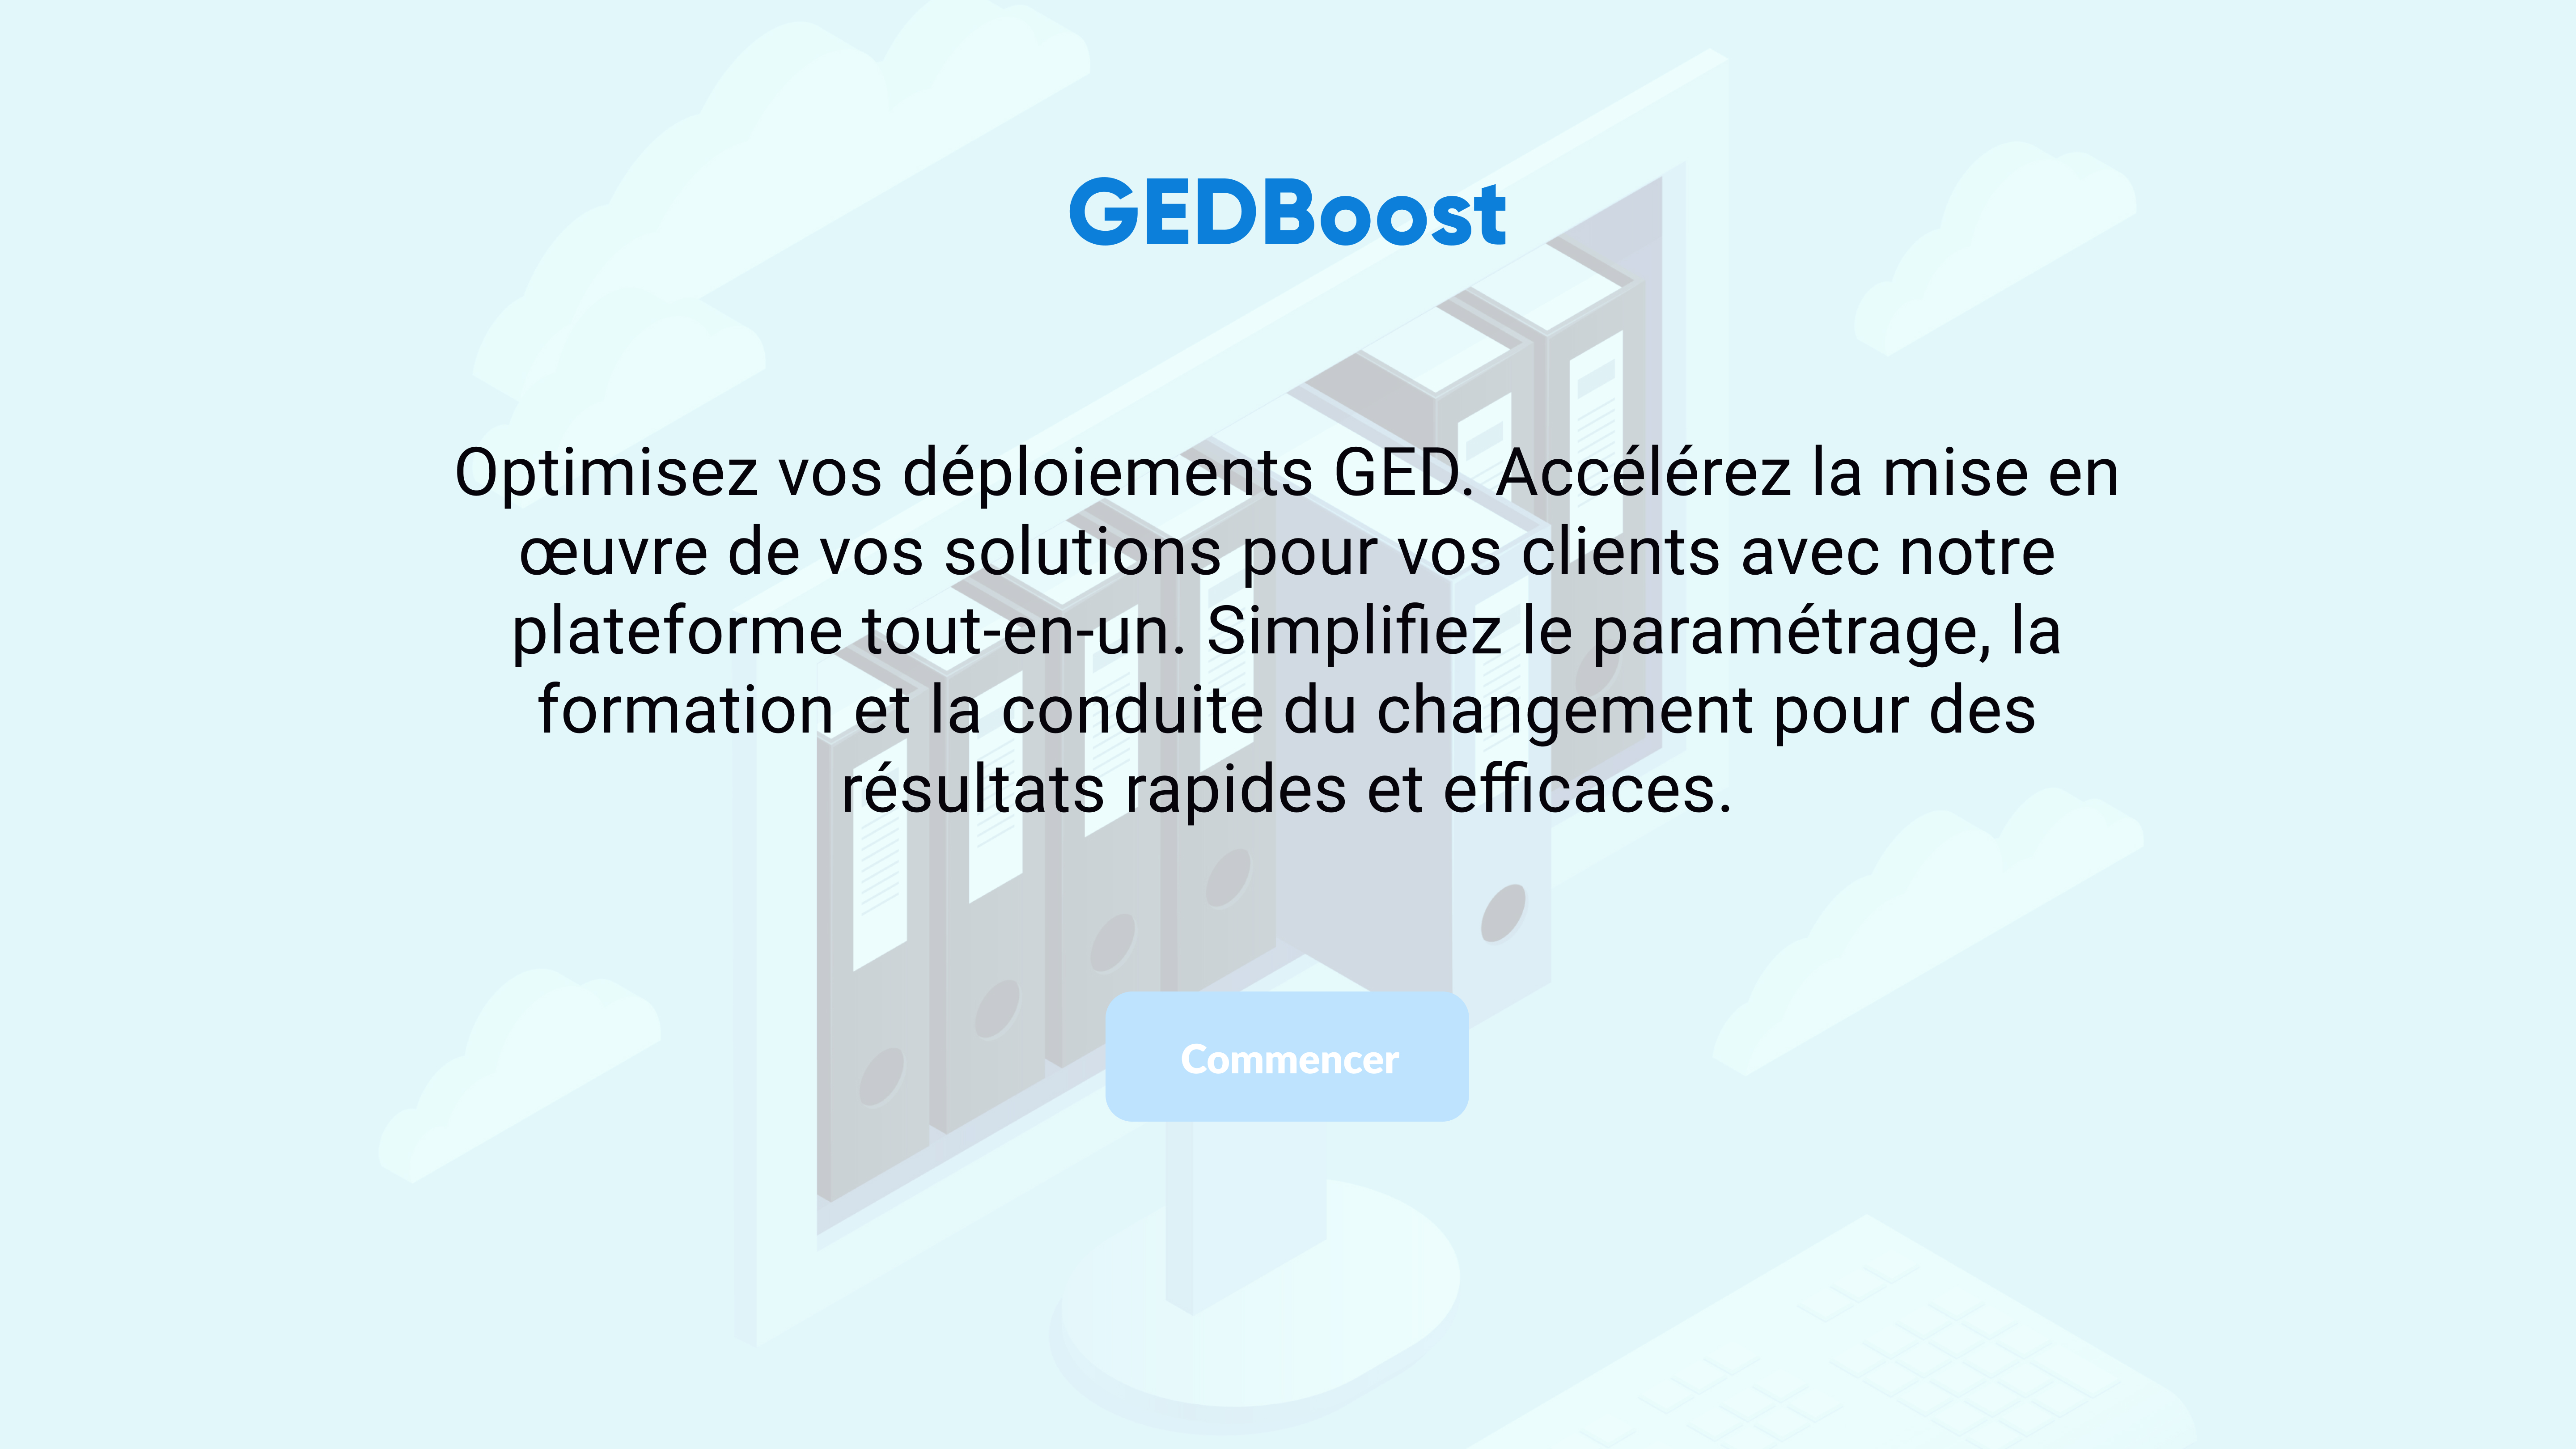 GEDBoost
Optimisez vos déploiements GED. Accélérez la mise en
œuvre de vos solutions pour vos clients avec notre
plateforme tout-en-un. Simplifiez le paramétrage, la
formation et la conduite du changement pour des
résultats rapides et efficaces.
Commencer